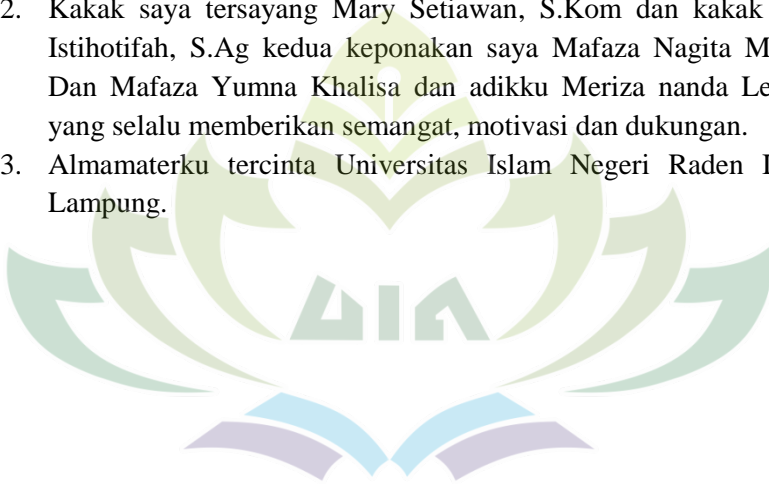 2. Kakak saya tersayang Mary Setiawan, S.Kom dan kakak
Istihotifah, S.Ag kedua keponakan saya Mafaza Nagita
Dan Mafaza Yumna Khalisa dan adikku Meriza nanda
yang selalu memberikan semangat, motivasi dan dukungan.
3. Almamaterku tercinta Universitas Islam Negeri Raden
Lampung.
UIN